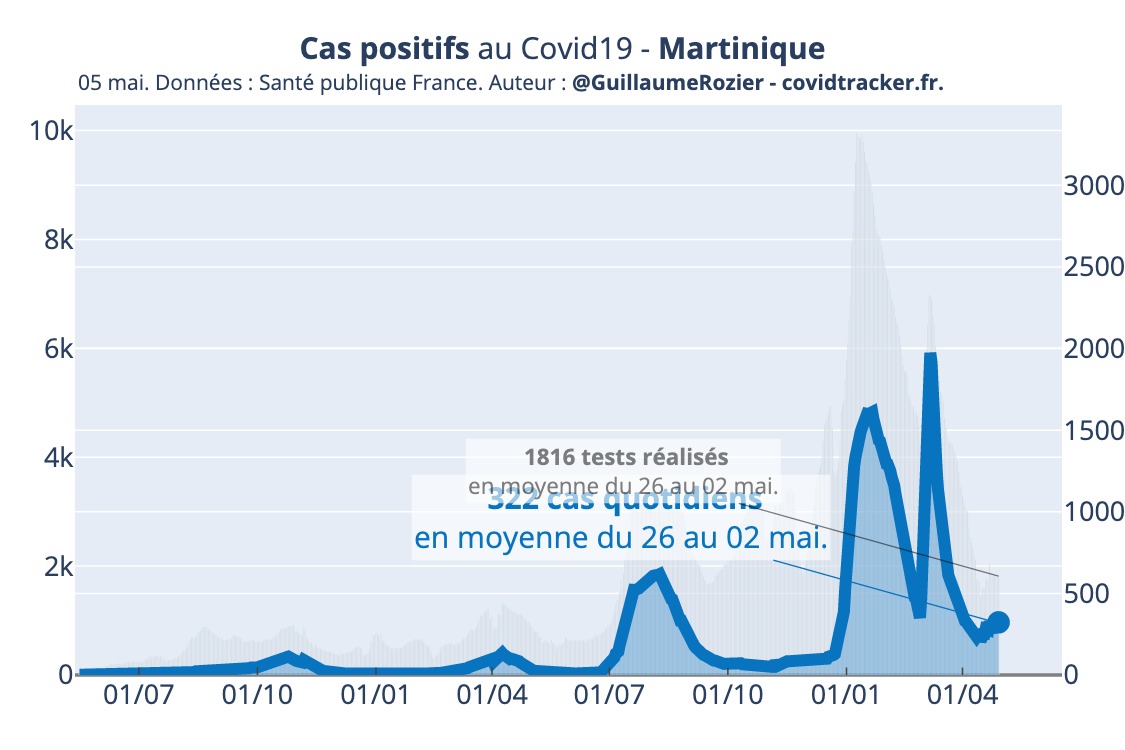 Cas positifs au Covid19 - Martinique
05 mai. Données : Santé publique France. Auteur : @GuillaumeRozier - covidtracker.fr.
10k
8k
6k
4k
2k
0
3000
2500
2000
1500
1000
500
0
1816 tests réalisés
en moyenne du 26 au 02 mai.
322 cas quotidiens
en moyenne du 26 au 02 mai.
01/07 01/10 01/01 01/04 01/07 01/10 01/01 01/04